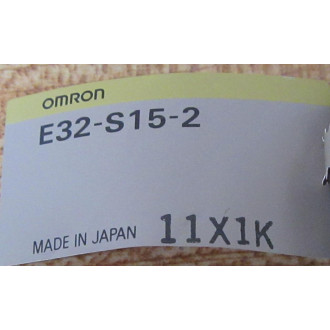 OMRON
E32-S15-2
MADE IN JAPAN 11X1K